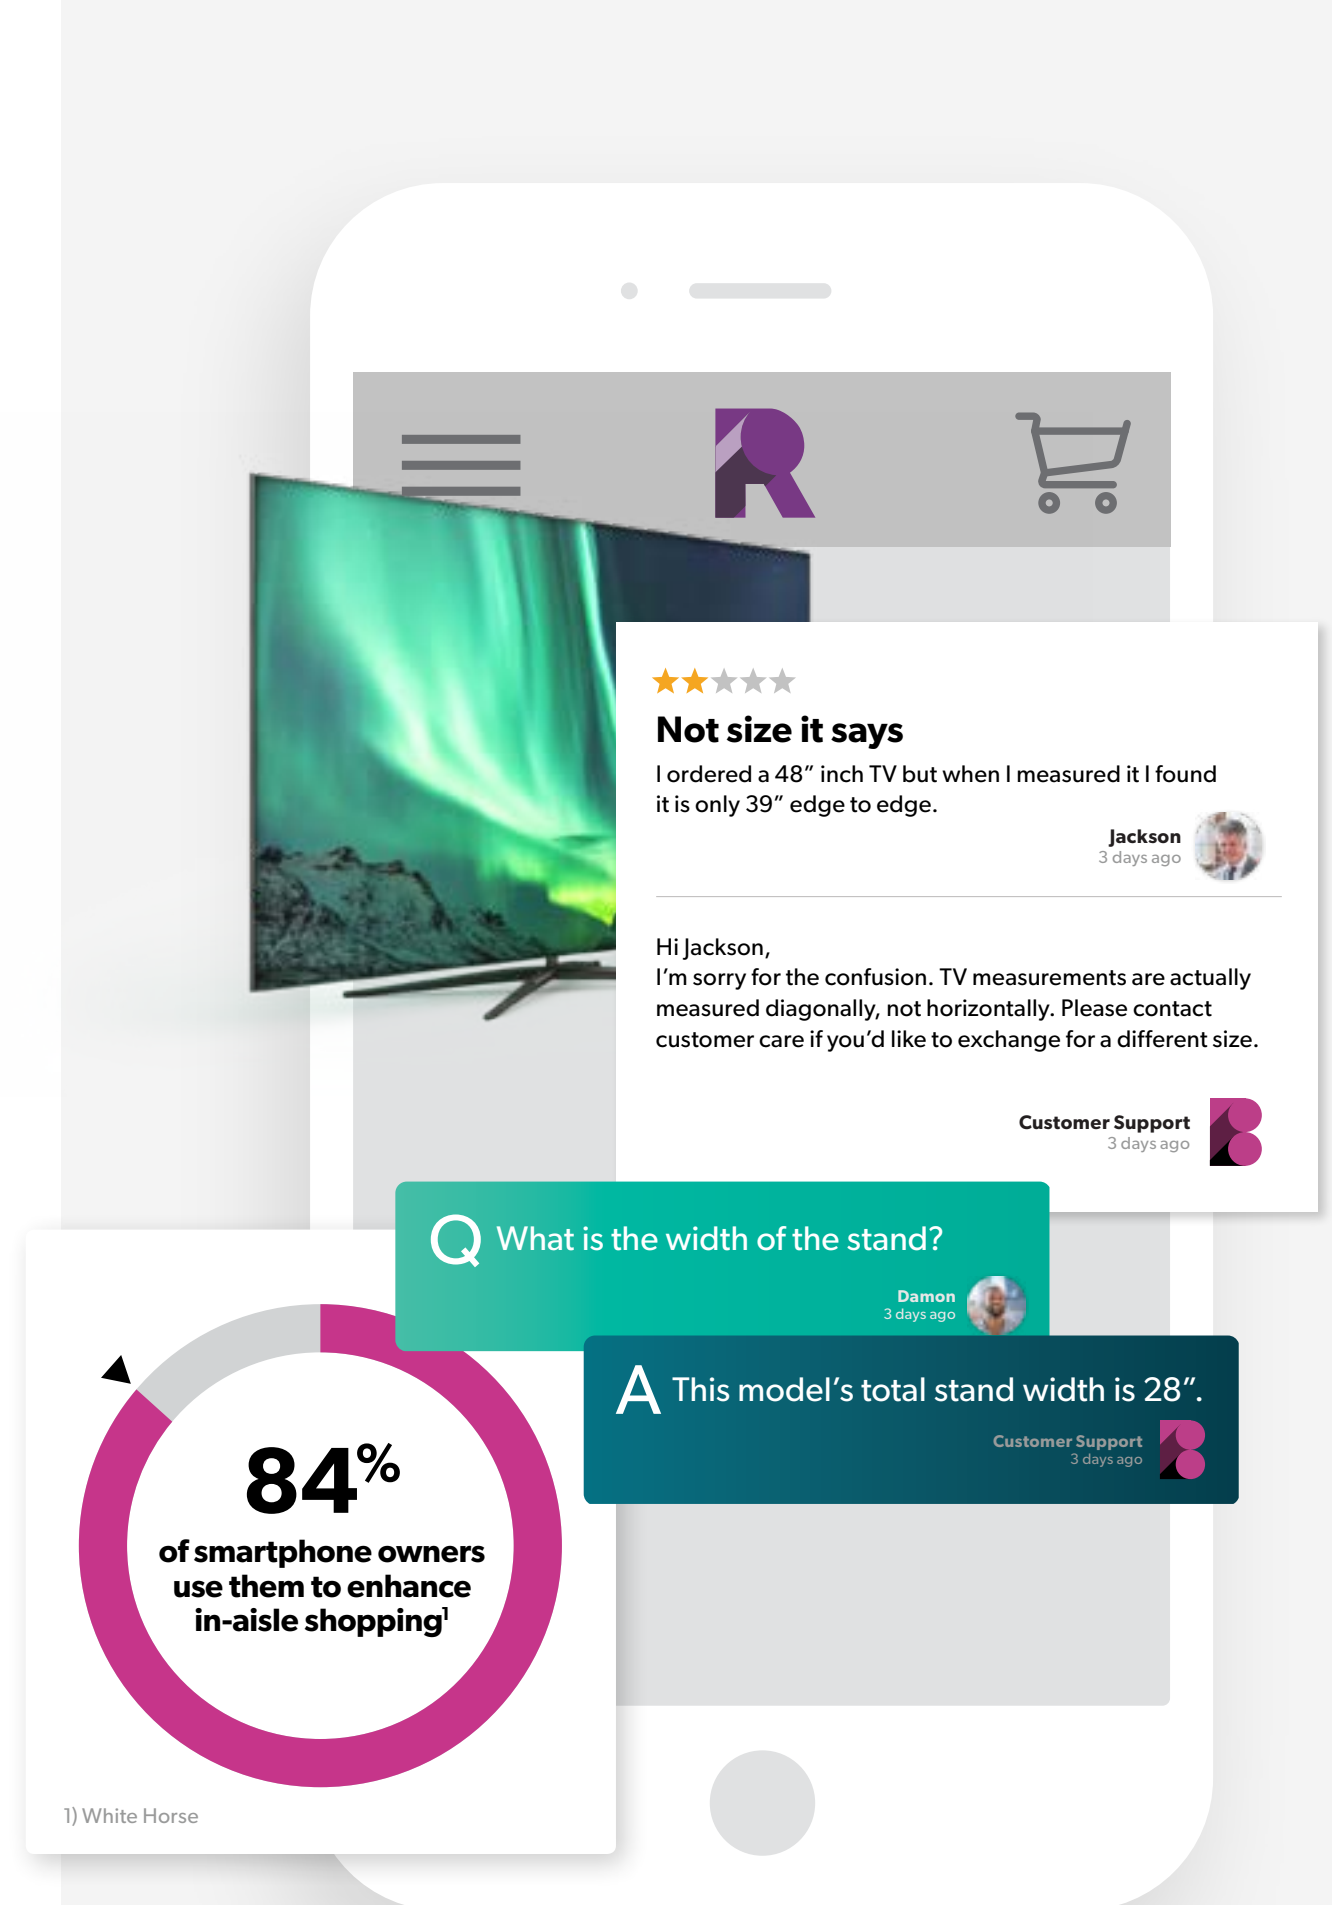 Not size it says
I ordered a 48” inch TV but when I measured it I found
it is only 39” edge to edge.
Jackson
3 days ago
Hi Jackson,
I’m sorry for the confusion. TV measurements are actually
measured diagonally, not horizontally. Please contact
customer care if you’d like to exchange for a different size.
Customer Support
3 days ago
Q What is the width of the stand?
Damon
3 days ago
A This model’s total stand width is 28”.
Customer Support
3 days ago
84%
of smartphone owners
use them to enhance
in-aisle shopping¹
1) White Horse